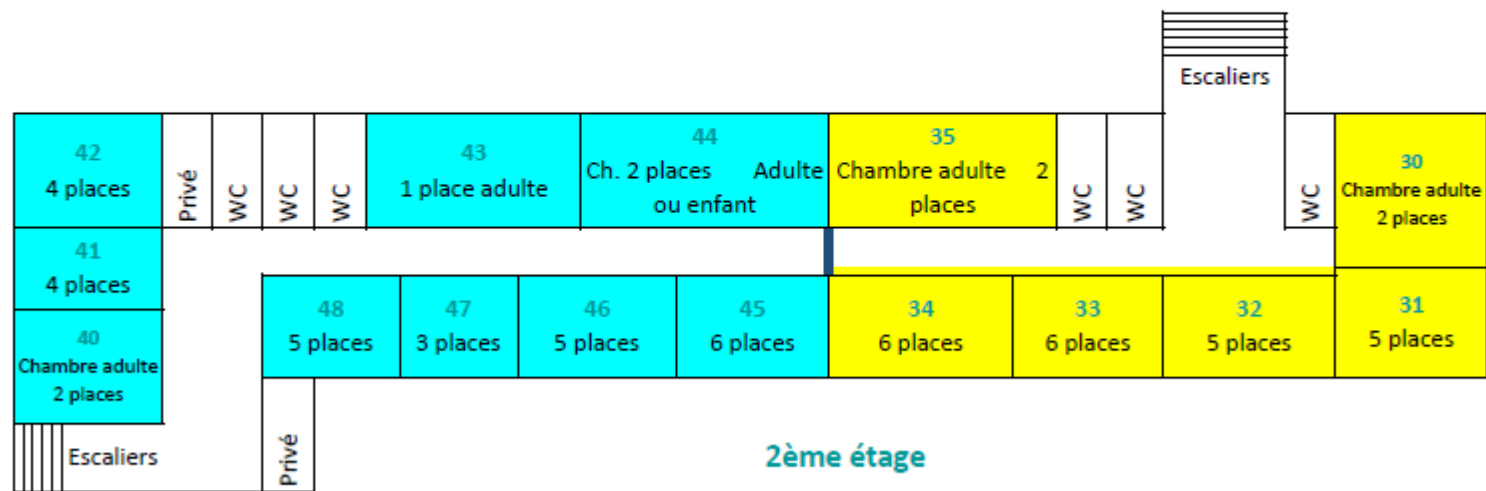 Escaliers
42
4 places
Privé
WC
WC
WC
43
1 place adulte
44
Ch. 2 places Adulte
ou enfant
35
Chambre adulte 2
places
WC
WC
WC
30
Chambre adulte
2 places
41
4 places
40
Chambre adulte
2 places
48
5 places
47
3 places
46
5 places
45
6 places
34
6 places
33
6 places
32
5 places
31
5 places
Escaliers
Privé
2ème étage